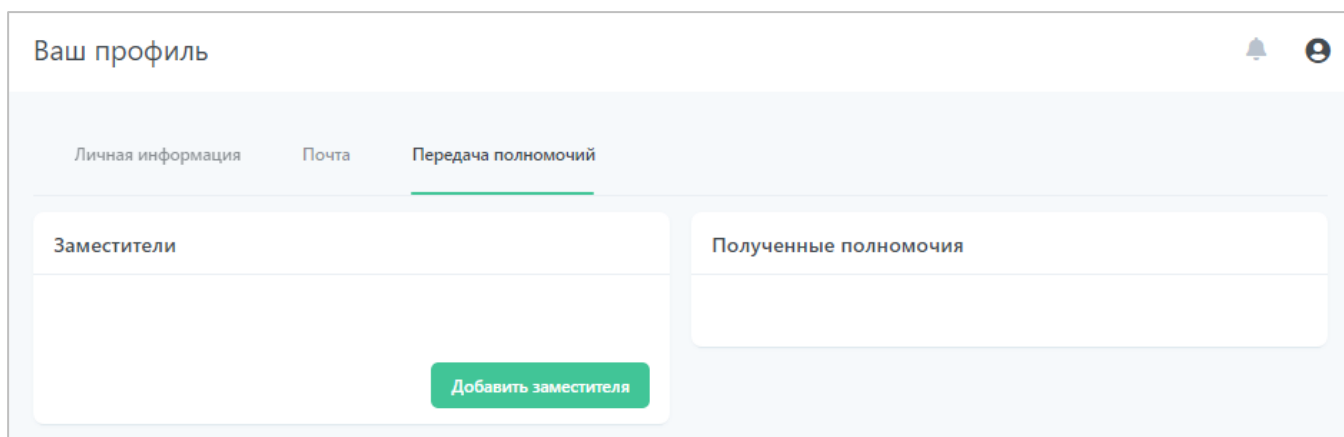 Ваш профиль
Личная информация Почта Передача полномочий
Заместители
Полученные полномочия
Добавить заместителя